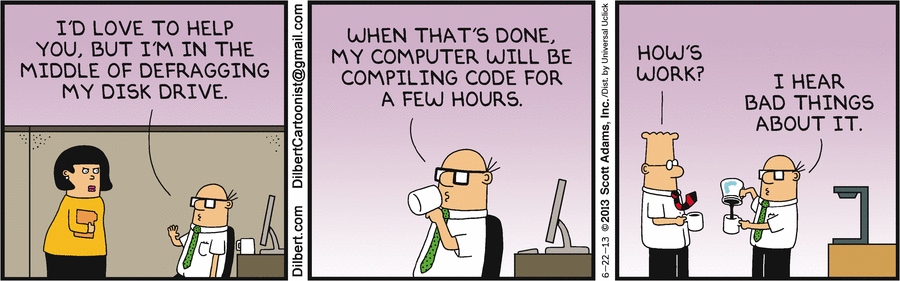 I'D LOVE TO HELP
YOU, BUT I'M IN THE
MIDDLE OF DEFRAGGING
MY DISK DRIVE.
Dilbert.com DilbertCartoonist@gmail.com
WHEN THAT'S DONE,
MY COMPUTER WILL BE
COMPILING CODE FOR
A FEW HOURS.
6-22-13 ©2013 Scott Adams, Inc./Dist. by Universal Uclick
HOW'S
WORK?
I HEAR
BAD THINGS
ABOUT IT.